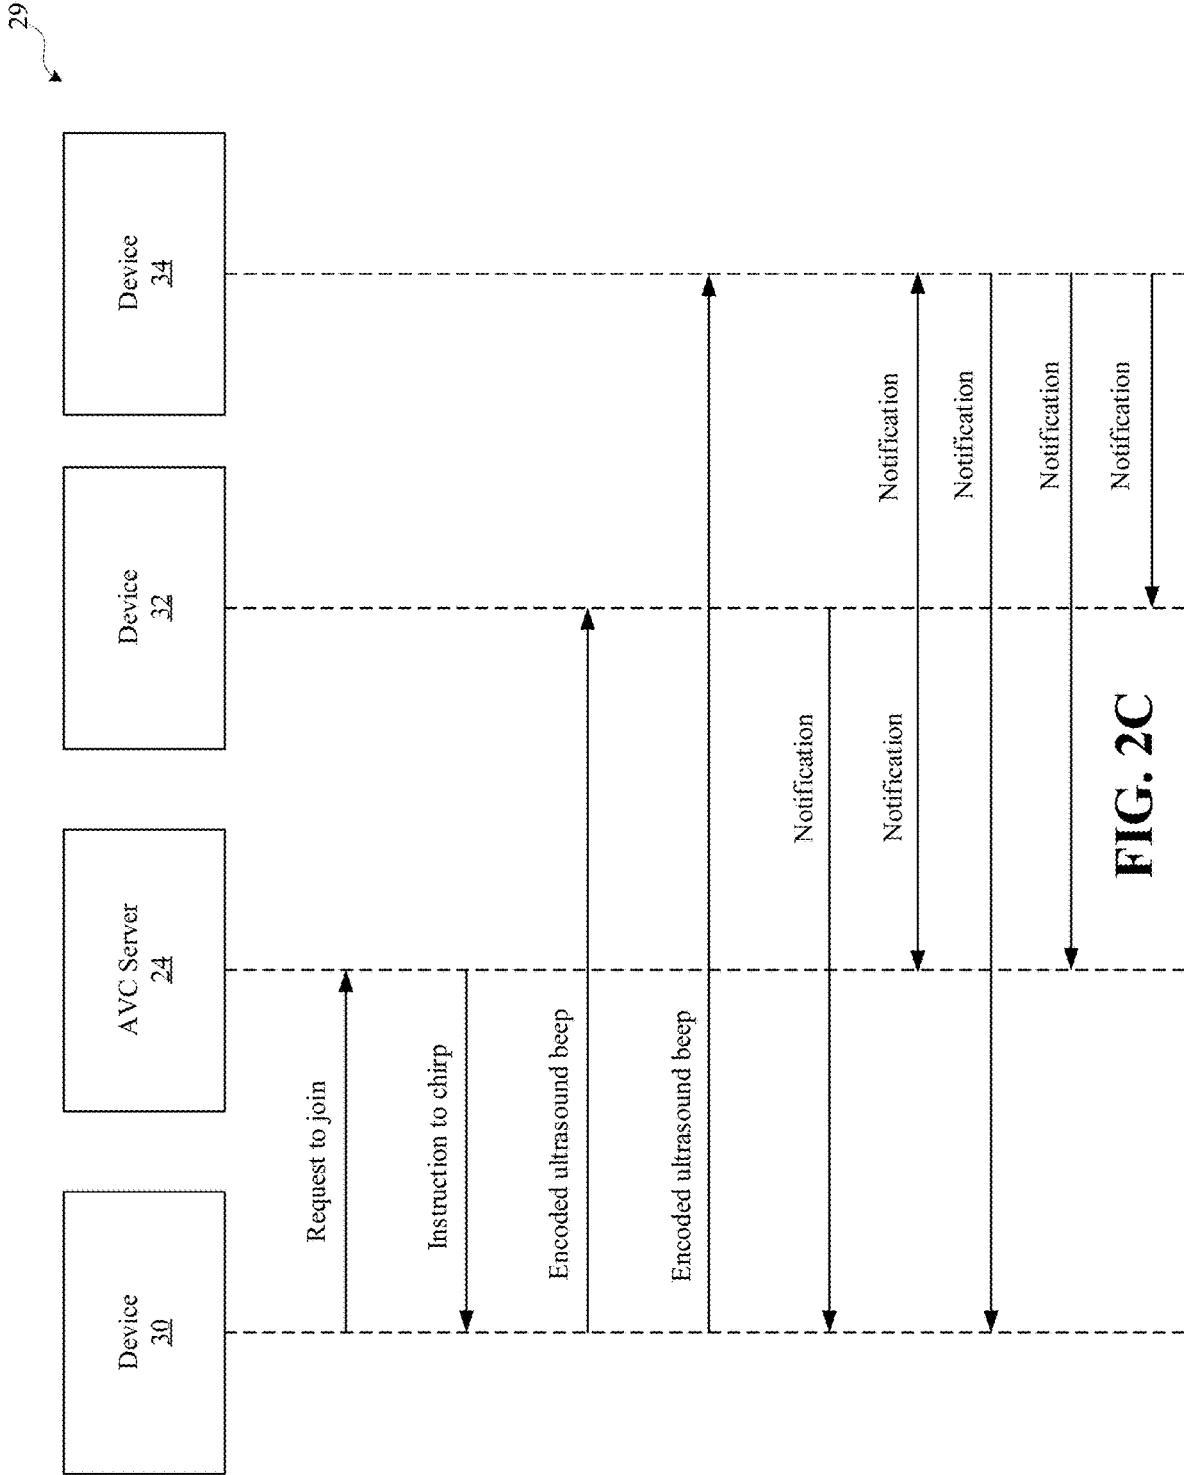 29
Device
30
AVC Server
24
Device
32
Device
34
Request to join
Instruction to chirp
Encoded ultrasound beep
Encoded ultrasound beep
Notification
Notification
Notification
Notification
Notification
Notification
FIG. 2C